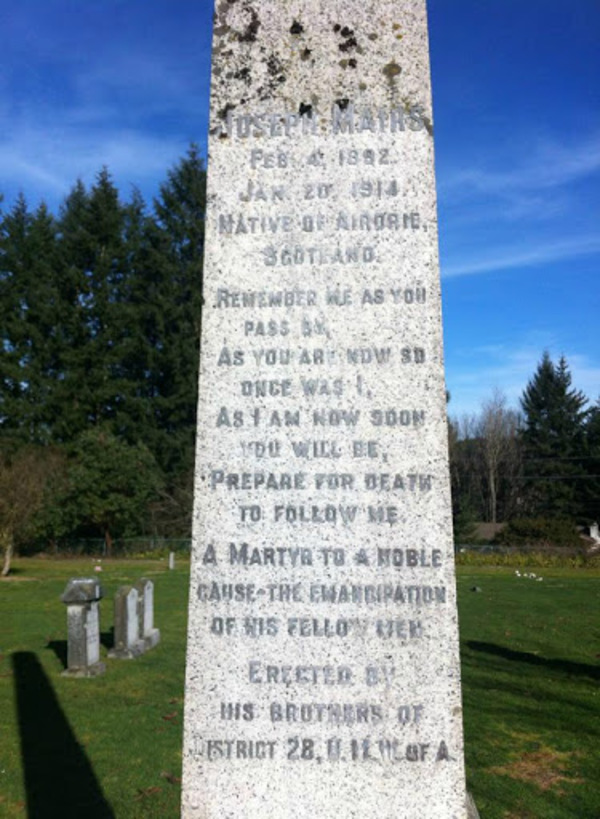 JOSEPH MAIRS
FEB. 4, 1892.
JAN 20, 1914
NATIVE OF AIRDRIE,
SCOTLAND.
REMEMBER ME AS YOU
PASS BY,
AS YOU ARE NOW SO
ONCE WAS I,
AS I AM NOW SOON
YOU WILL BE,
PREPARE FOR DEATH
TO FOLLOW ME.
A MARTYR TO A NOBLE
CAUSE-THE EMANCIPATION
OF HIS FELLOW MEN
ERECTED BY
HIS BROTHERS OF
DISTRICT 28, U.M.W. OF A.